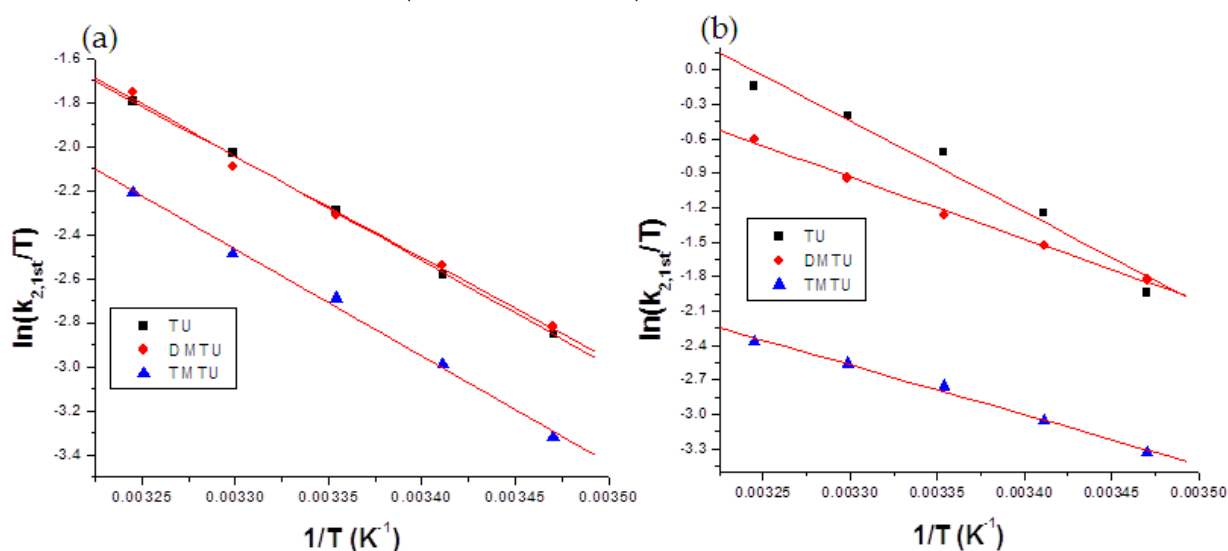 (a)
ln(k2,1st/T)
-1.6
-1.8
-2.0
-2.2
-2.4
-2.6
-2.8
-3.0
-3.2
-3.4
TU
DMTU
TMTU
0.00325 0.00330 0.00335 0.00340 0.00345 0.00350
1/T (K-1)
(b)
ln(k2,1st/T)
0.0
-0.3
-0.6
-0.9
-1.2
-1.5
-1.8
-2.1
-2.4
-2.7
-3.0
-3.3
TU
DMTU
TMTU
0.00325 0.00330 0.00335 0.00340 0.00345 0.00350
1/T (K-1)